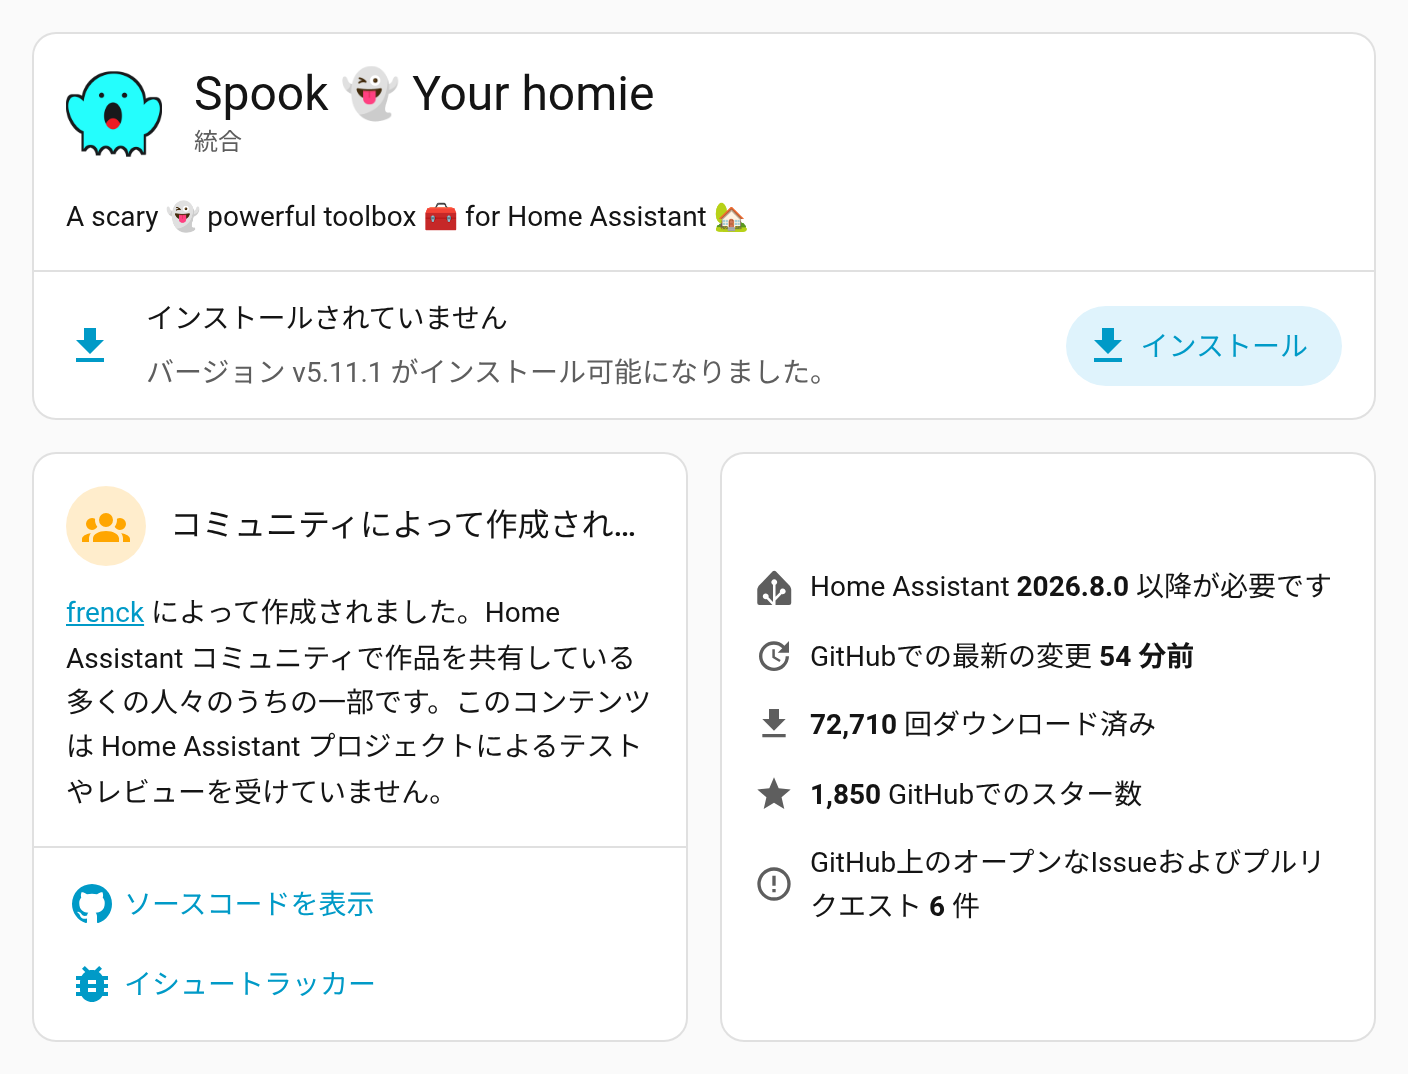 Spook 👻 Your homie
統合
A scary 👻 powerful toolbox 🧰 for Home Assistant 🏡
インストールされていません
バージョン v5.11.1 がインストール可能になりました。
インストール
コミュニティによって作成され...
frenck によって作成されました。Home
Assistant コミュニティで作品を共有している
多くの人々のうちの一部です。このコンテンツ
は Home Assistant プロジェクトによるテスト
やレビューを受けていません。
ソースコードを表示
イシュートラッカー
Home Assistant 2026.8.0 以降が必要です
GitHubでの最新の変更 54 分前
72,710 回ダウンロード済み
1,850 GitHubでのスター数
GitHub上のオープンなIssueおよびプルリ
クエスト 6 件